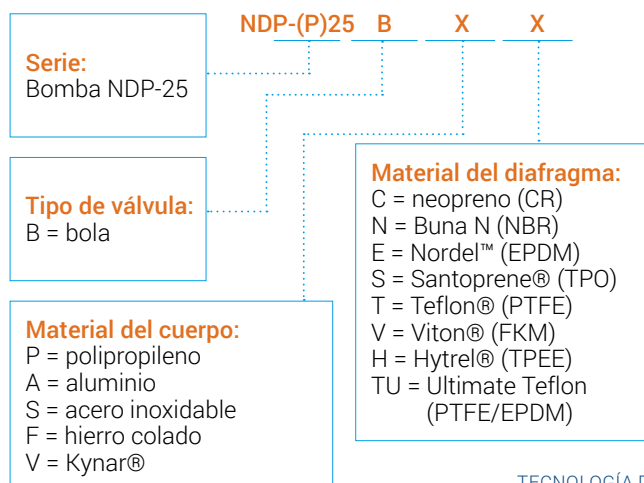 NDP-(P)25 B X X
Serie:
Bomba NDP-25
Tipo de válvula:
B = bola
Material del cuerpo:
P = polipropileno
A = aluminio
S = acero inoxidable
F = hierro colado
V = Kynar®
Material del diafragma:
C = neopreno (CR)
N = Buna N (NBR)
E = Nordel™ (EPDM)
S = Santoprene® (TPO)
T = Teflon® (PTFE)
V = Viton® (FKM)
H = Hytrel® (TPEE)
TU = Ultimate Teflon
(PTFE/EPDM)
TECNOLOGÍA